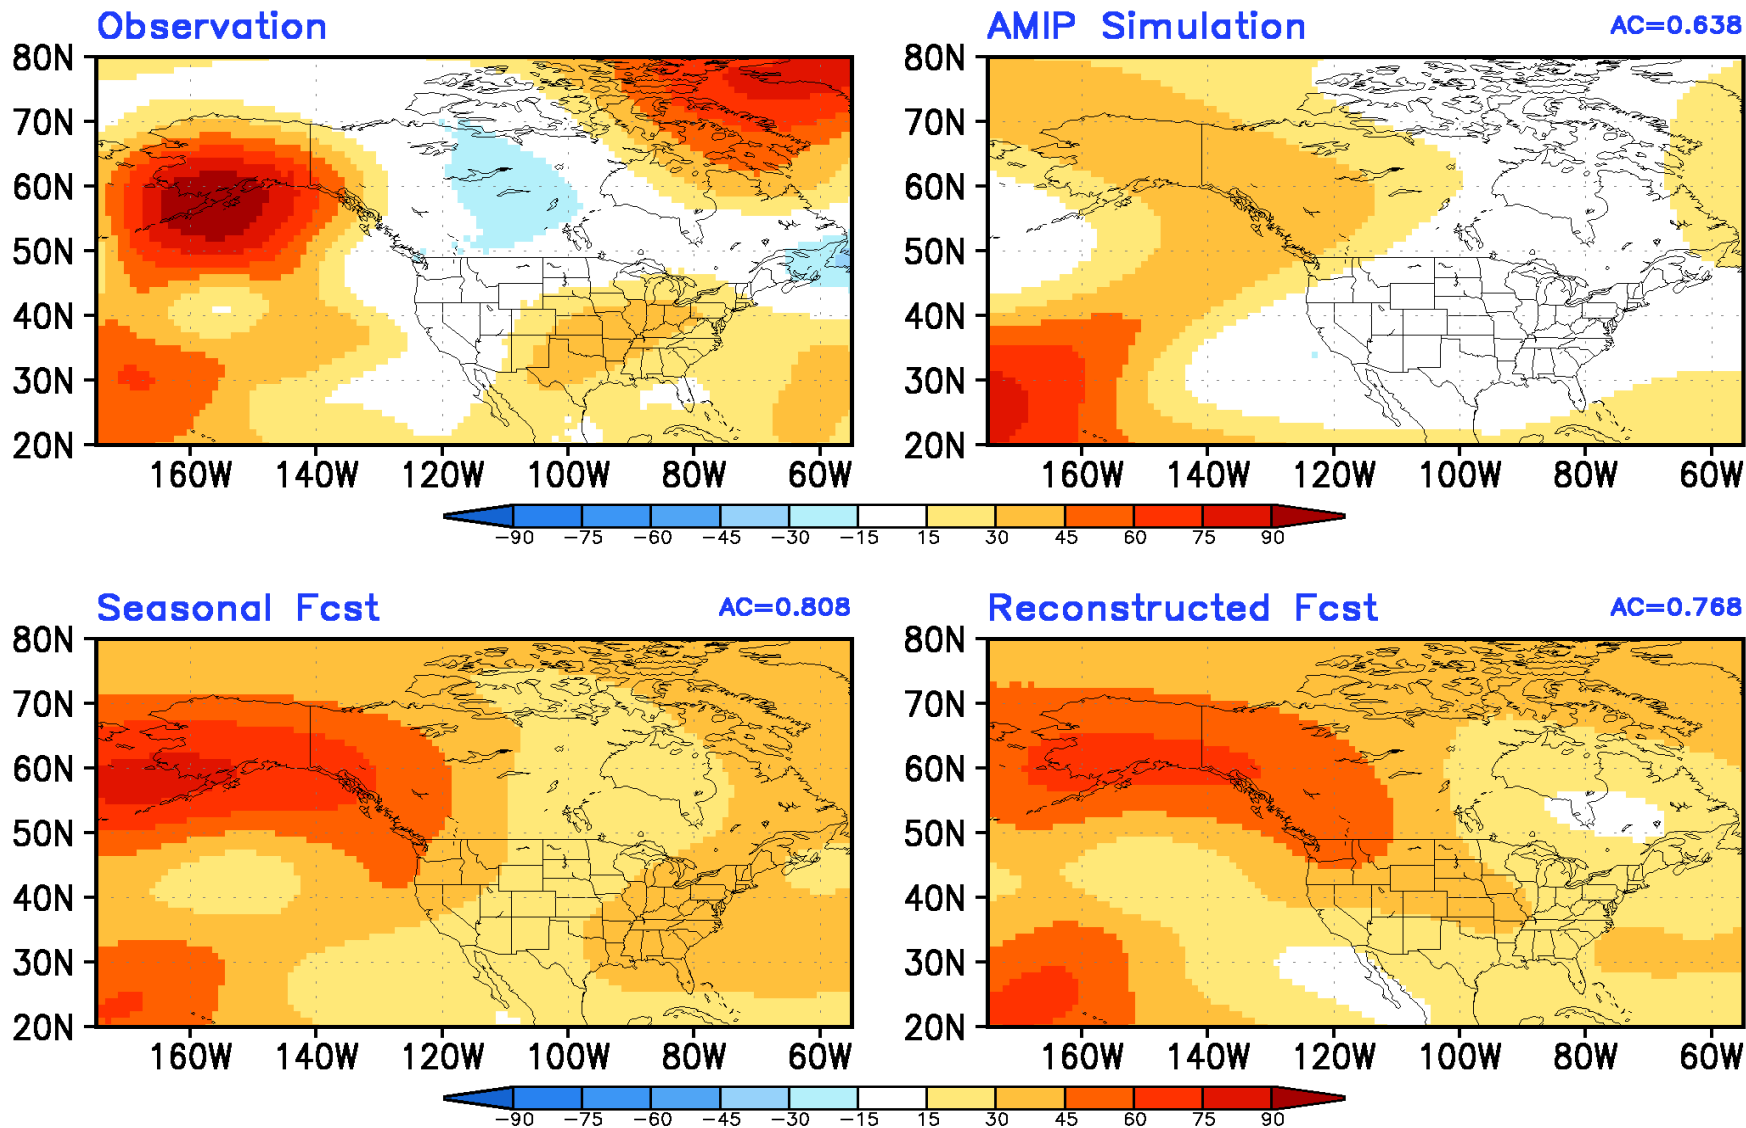 Observation
AMIP Simulation AC=0.638
80N 80N
70N 70N
60N 60N
50N 50N
40N 40N
30N 30N
20N 20N
160W 140W 120W 100W 80W 60W 160W 140W 120W 100W 80W 60W
-90 -75 -60 -45 -30 -15 15 30 45 60 75 90
Seasonal Fcst AC=0.808
Reconstructed Fcst AC=0.768
80N 80N
70N 70N
60N 60N
50N 50N
40N 40N
30N 30N
20N 20N
160W 140W 120W 100W 80W 60W 160W 140W 120W 100W 80W 60W
-90 -75 -60 -45 -30 -15 15 30 45 60 75 90